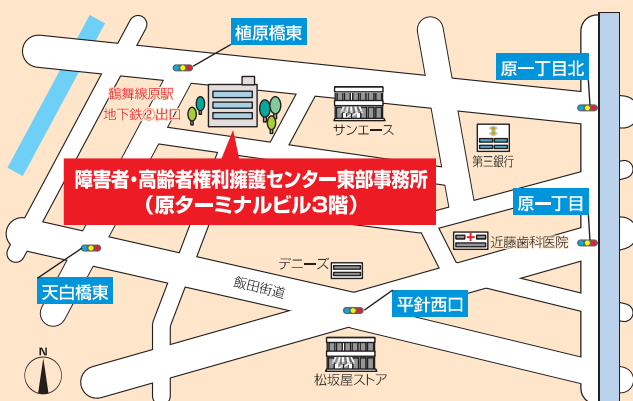 植原橋東
原一丁目北
鶴舞線原駅
地下鉄②出口
サンエース
第三銀行
障害者・高齢者権利擁護センター東部事務所
（原ターミナルビル3階）
原一丁目
近藤歯科医院
デニーズ
天白橋東
飯田街道
平針西口
松坂屋ストア
N